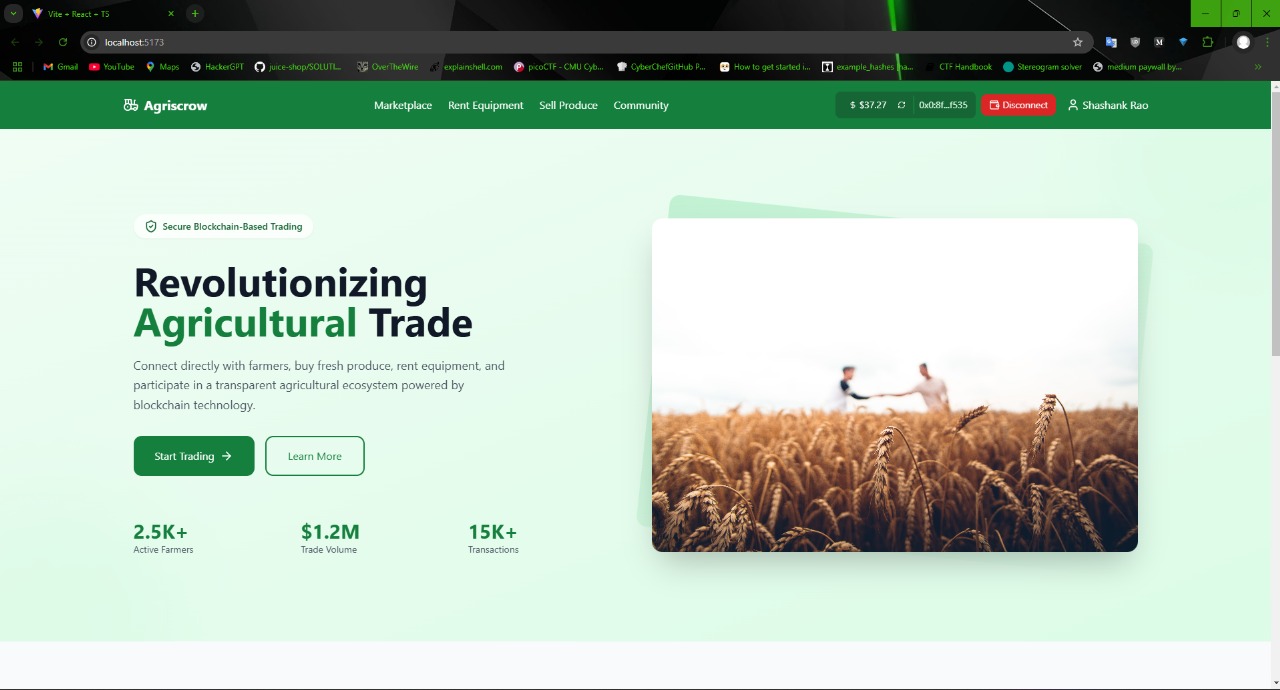 Vite + React + TS
localhost:5173
Gmail YouTube Maps HackerGPT juice-shop/SOLUTI... OverTheWire explainshell.com picoCTF - CMU Cyb... CyberChefGitHub P... How to get started i... example_hashes [ha... CTF Handbook Stereogram solver medium paywall by...
Agriscrow Marketplace Rent Equipment Sell Produce Community $ $37.27 0x0:8f...f535 Disconnect Shashank Rao
Secure Blockchain-Based Trading
Revolutionizing
Agricultural Trade
Connect directly with farmers, buy fresh produce, rent equipment, and
participate in a transparent agricultural ecosystem powered by
blockchain technology.
Start Trading → Learn More
2.5K+ $1.2M 15K+
Active Farmers Trade Volume Transactions